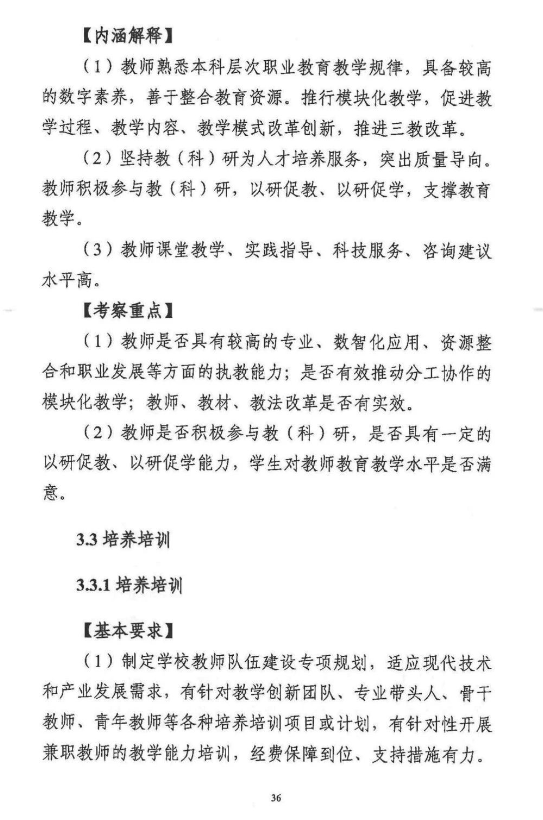 【内涵解释】
（1）教师熟悉本科层次职业教育教学规律，具备较高
的数字素养，善于整合教育资源。推行模块化教学，促进教
学过程、教学内容、教学模式改革创新，推进三教改革。
（2）坚持教（科）研为人才培养服务，突出质量导向。
教师积极参与教（科）研，以研促教、以研促学，支撑教育
教学。
（3）教师课堂教学、实践指导、科技服务、咨询建议
水平高。
【考察重点】
（1）教师是否具有较高的专业、数智化应用、资源整
合和职业发展等方面的执教能力；是否有效推动分工协作的
模块化教学；教师、教材、教法改革是否有实效。
（2）教师是否积极参与教（科）研，是否具有一定的
以研促教、以研促学能力，学生对教师教育教学水平是否满
意。
3.3 培养培训
3.3.1 培养培训
【基本要求】
（1）制定学校教师队伍建设专项规划，适应现代技术
和产业发展需求，有针对教学创新团队、专业带头人、骨干
教师、青年教师等各种培养培训项目或计划，有针对性开展
兼职教师的教学能力培训，经费保障到位、支持措施有力。
36